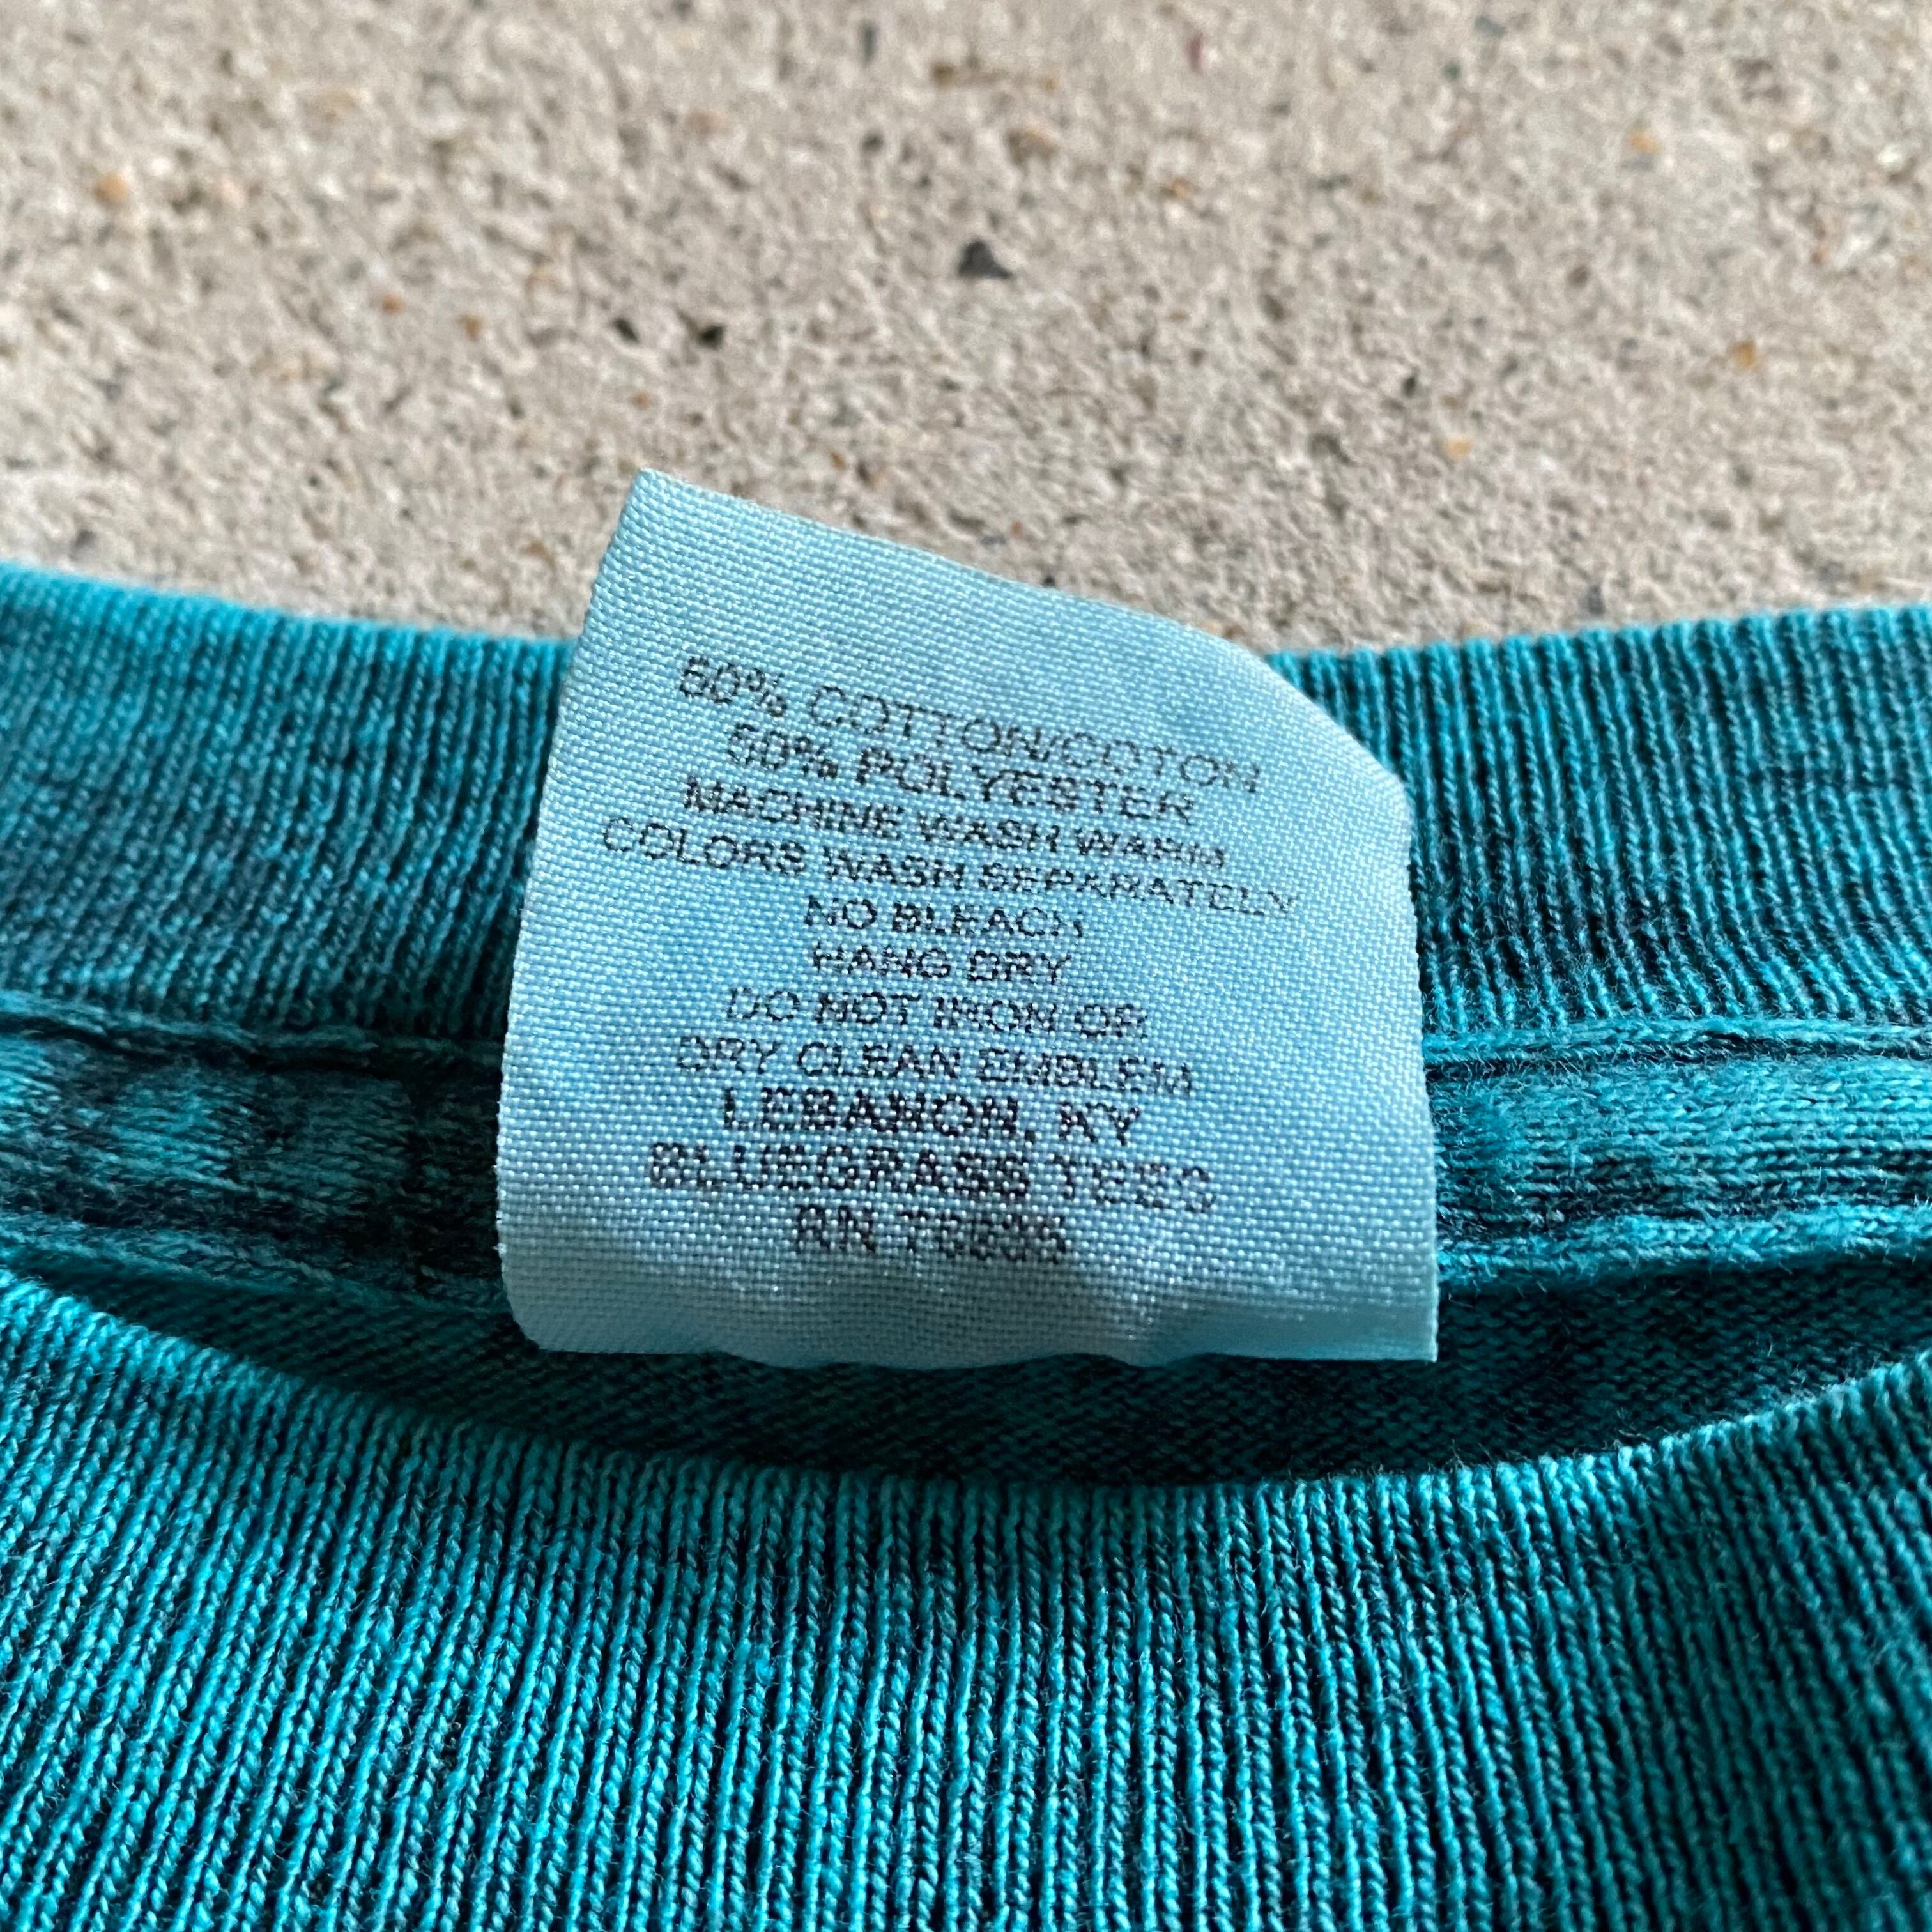 50% COTTON/COTON
50% POLYESTER
MACHINE WASH WARM
COLORS WASH SEPARATELY
NO BLEACH
HANG DRY
DO NOT IRON OR
DRY CLEAN EMBLEM
LEBANON, KY
BLUEGRASS TEES
RN